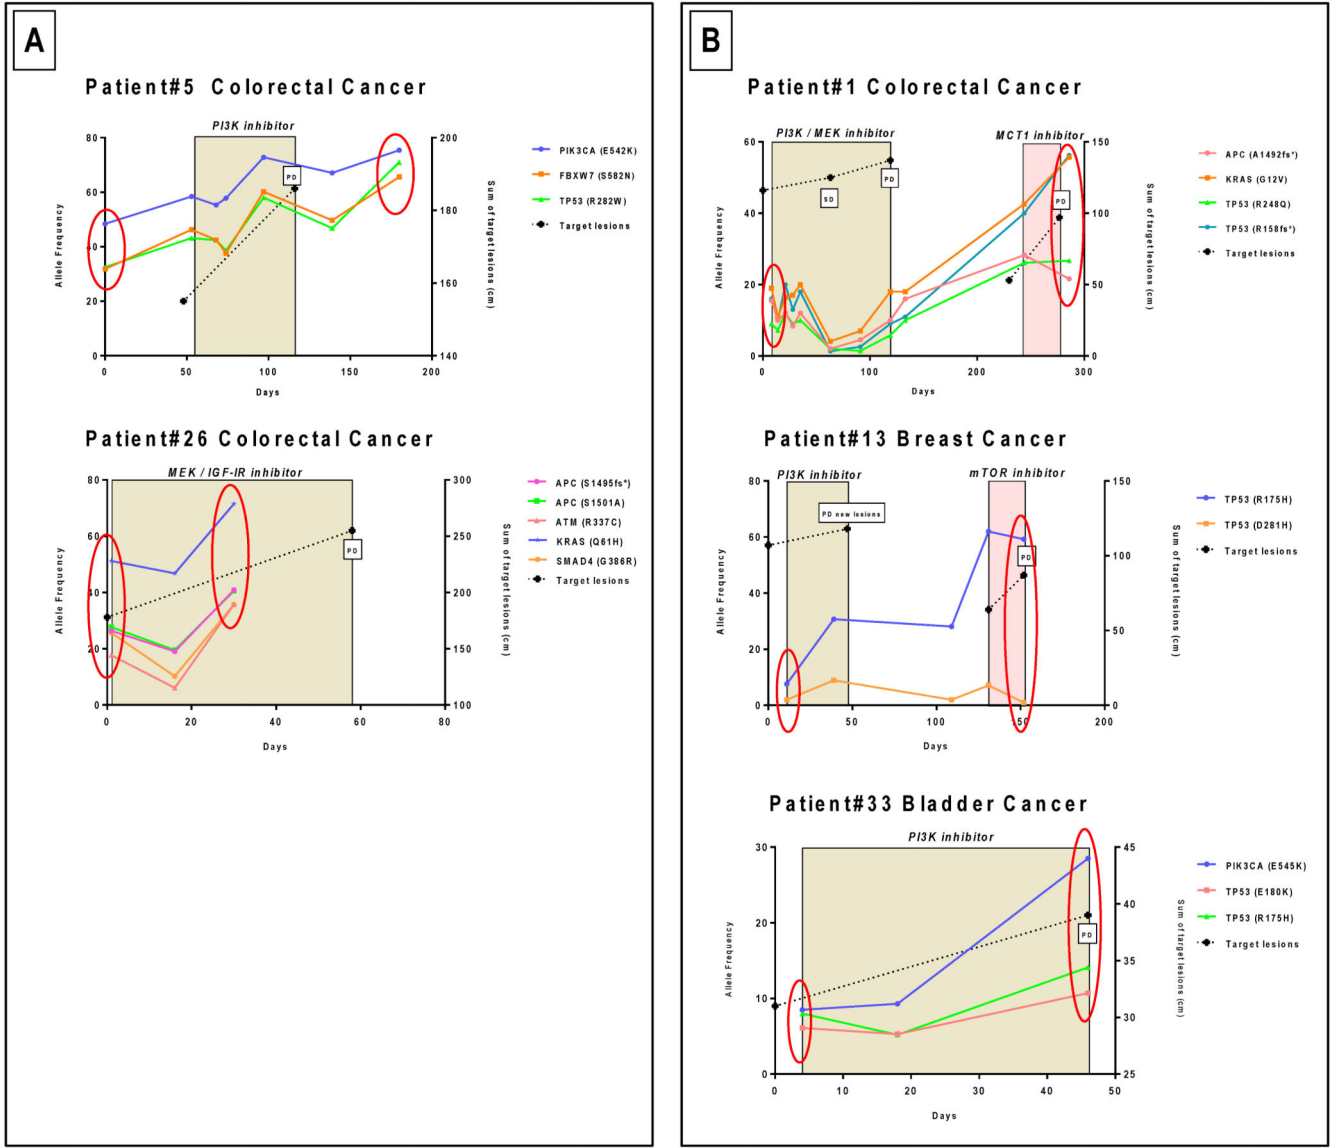 A
Patient#5 Colorectal Cancer
PI3K inhibitor
80
60
40
20
0
200
180
160
140
0
50
100
150
200
Allele Frequency
Sum of target lesions (cm)
Days
PD
PIK3CA (E542K)
FBXW7 (S582N)
TP53 (R282W)
Target lesions
Patient#26 Colorectal Cancer
MEK / IGF-IR inhibitor
80
60
40
20
0
300
250
200
150
100
0
20
40
60
80
Allele Frequency
Sum of target lesions (cm)
Days
PD
APC (S1495fs*)
APC (S1501A)
ATM (R337C)
KRAS (Q61H)
SMAD4 (G386R)
Target lesions
B
Patient#1 Colorectal Cancer
PI3K / MEK inhibitor
MCT1 inhibitor
60
40
20
0
150
100
50
0
0
100
200
300
Allele Frequency
Sum of target lesions (cm)
Days
SD
PD
PD
APC (A1492fs*)
KRAS (G12V)
TP53 (R248Q)
TP53 (R158fs*)
Target lesions
Patient#13 Breast Cancer
PI3K inhibitor
mTOR inhibitor
80
60
40
20
0
150
100
50
0
0
50
100
150
200
Allele Frequency
Sum of target lesions (cm)
Days
PD new lesions
PD
TP53 (R175H)
TP53 (D281H)
Target lesions
Patient#33 Bladder Cancer
PI3K inhibitor
30
20
10
0
45
40
35
30
25
0
10
20
30
40
50
Allele Frequency
Sum of target lesions (cm)
Days
PD
PIK3CA (E545K)
TP53 (E180K)
TP53 (R175H)
Target lesions